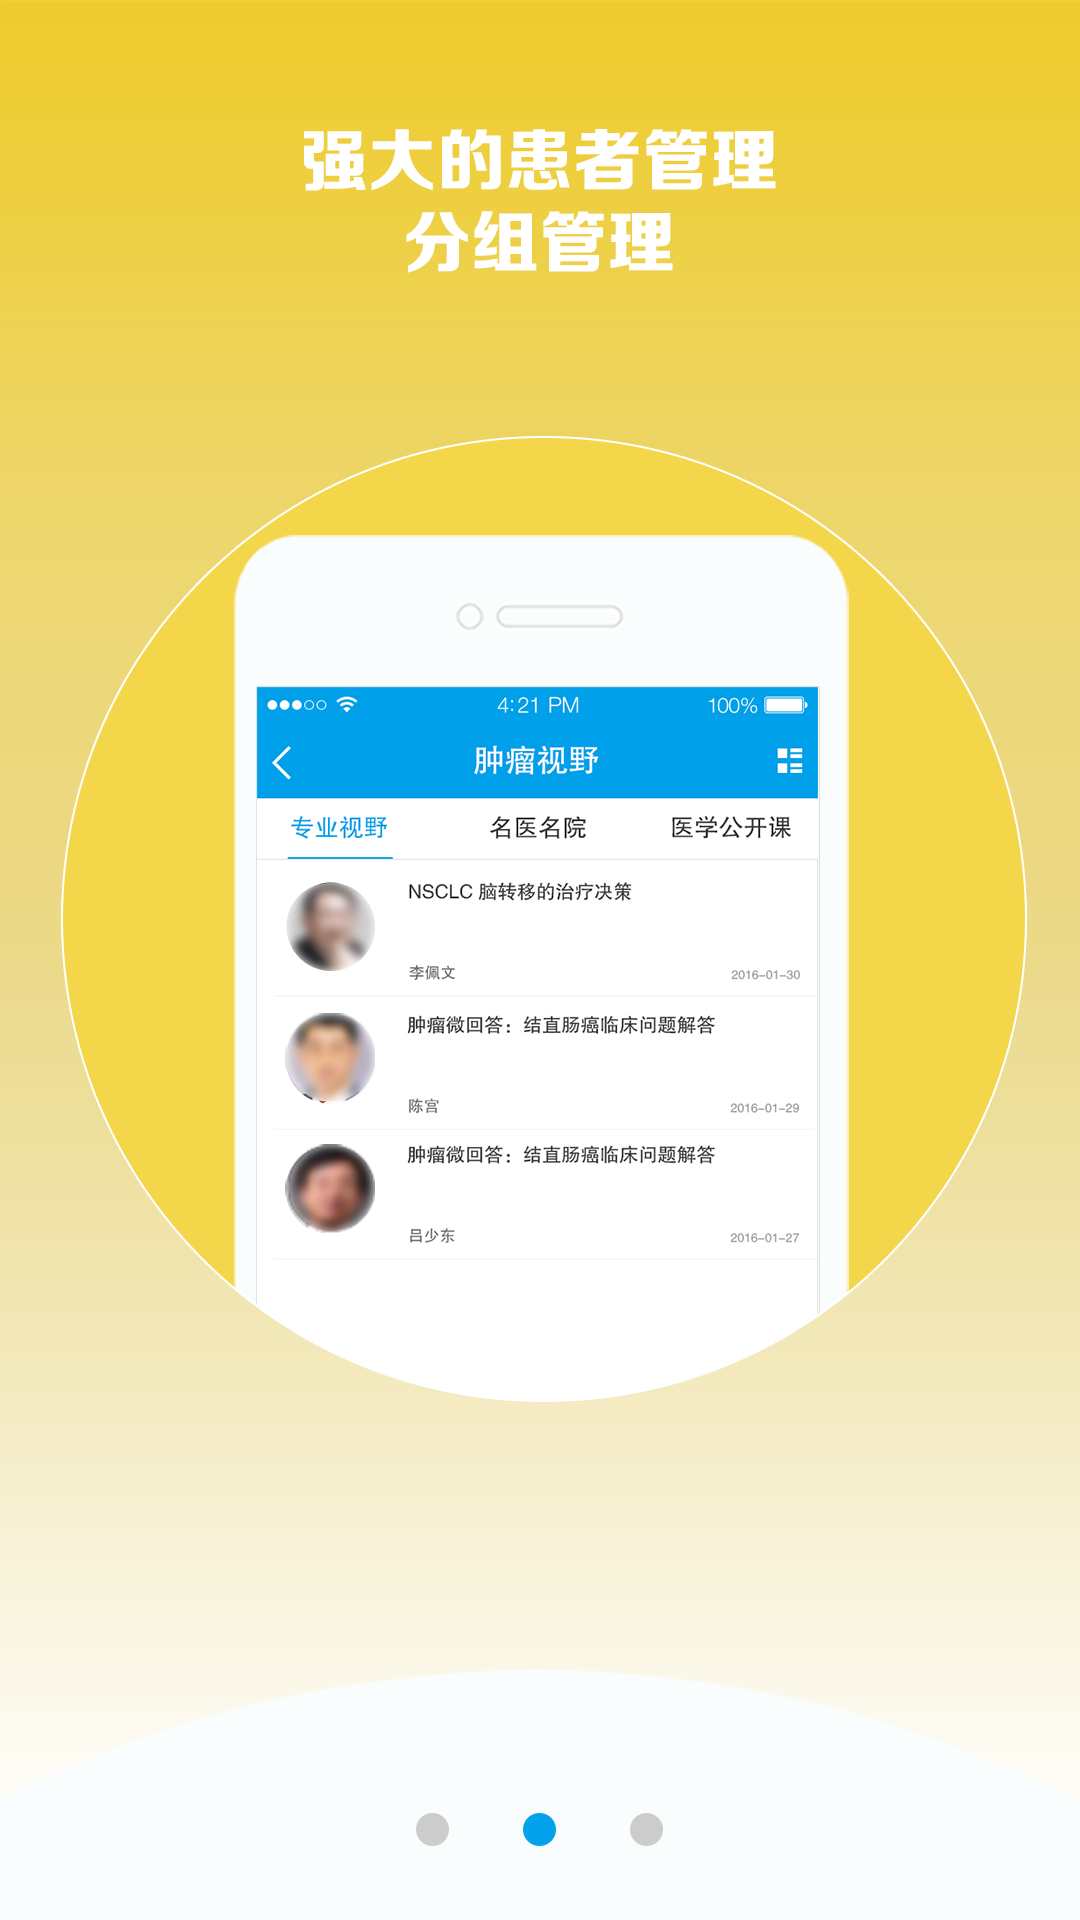 强大的患者管理
分组管理
4:21 PM
100%
肿瘤视野
专业视野
名医名院
医学公开课
NSCLC 脑转移的治疗决策
李佩文
2016-01-30
肿瘤微回答：结直肠癌临床问题解答
陈宫
2016-01-29
肿瘤微回答：结直肠癌临床问题解答
吕少东
2016-01-27